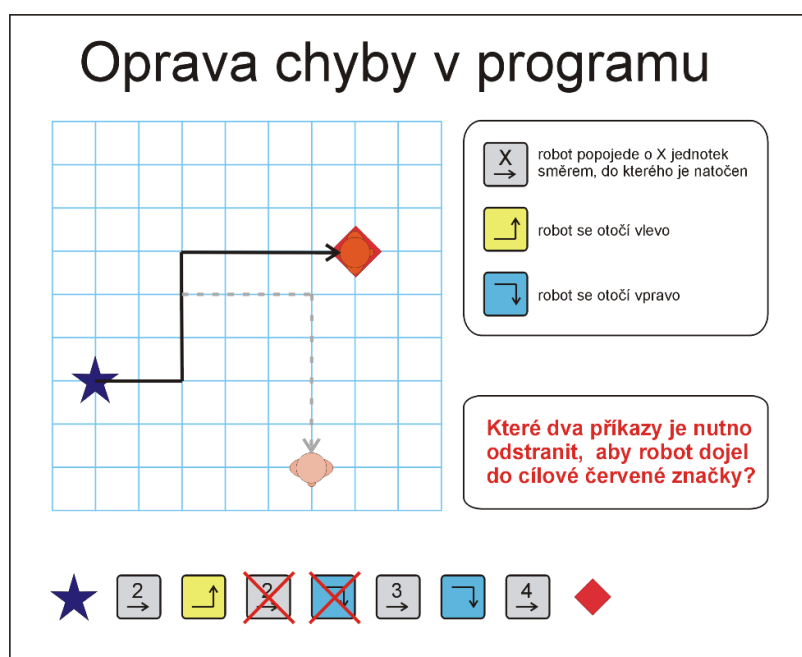 Oprava chyby v programu
X
robot popojede o X jednotek
směrem, do kterého je natočen
robot se otočí vlevo
robot se otočí vpravo
Které dva příkazy je nutno
odstranit, aby robot dojel
do cílové červené značky?
2 2 3 4